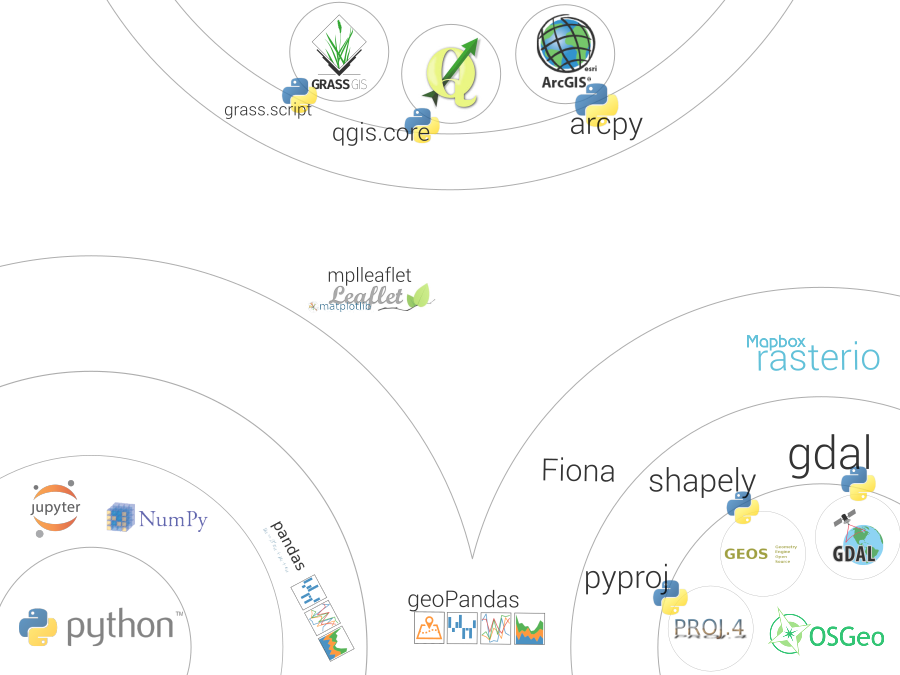 GRASS GIS
esri
ArcGIS®
grass.script
qgis.core
arcpy
mplleaflet
Leaflet
matplotlib
Mapbox
rasterio
gdal
Fiona
shapely
jupyter
NumPy
pandas
GEOS
Geometry
Engine
Open
Source
GDAL
pyproj
geoPandas
python™
PROJ.4
OSGeo